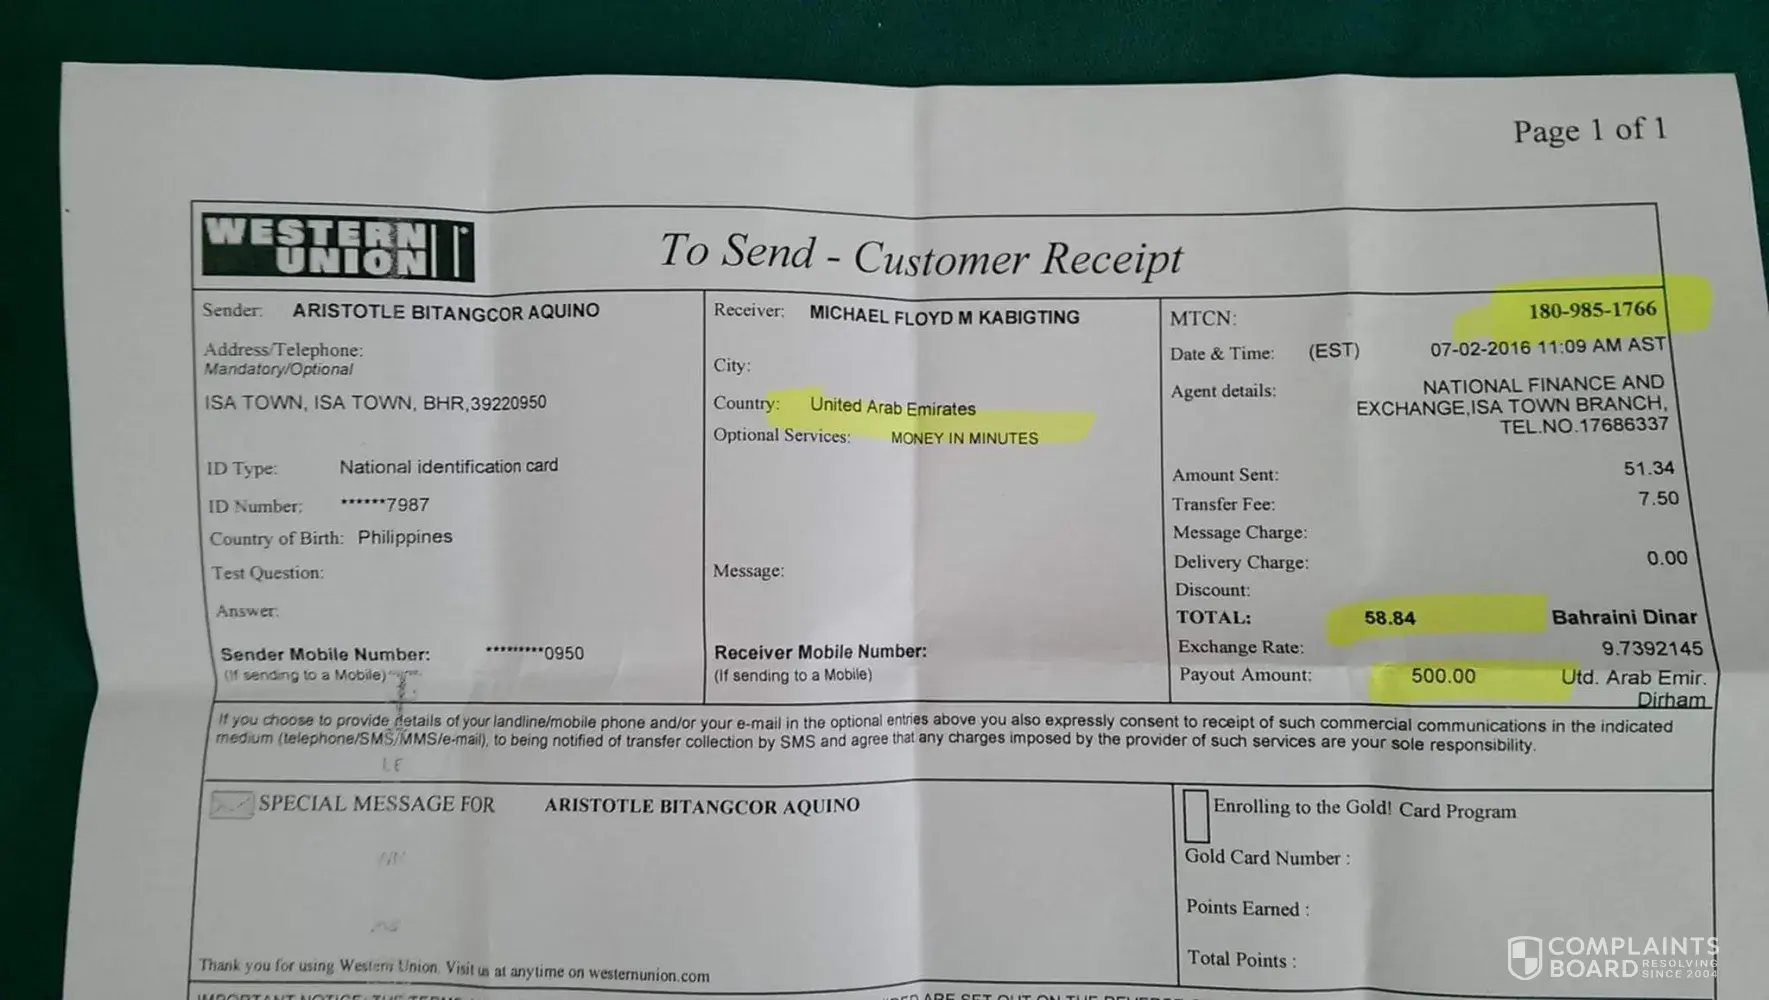 Page 1 of 1
WESTERN UNION
To Send - Customer Receipt
Sender: ARISTOTLE BITANGCOR AQUINO
Address/Telephone:
Mandatory/Optional
ISA TOWN, ISA TOWN, BHR,39220950
ID Type: National identification card
ID Number: ******7987
Country of Birth: Philippines
Test Question:
Answer:
Sender Mobile Number: *********0950
(If sending to a Mobile)
Receiver: MICHAEL FLOYD M KABIGTING
City:
Country: United Arab Emirates
Optional Services: MONEY IN MINUTES
Message:
Receiver Mobile Number:
(If sending to a Mobile)
MTCN: 180-985-1766
Date & Time: (EST) 07-02-2016 11:09 AM AST
Agent details: NATIONAL FINANCE AND
EXCHANGE,ISA TOWN BRANCH,
TEL.NO.17686337
Amount Sent: 51.34
Transfer Fee: 7.50
Message Charge:
Delivery Charge: 0.00
Discount:
TOTAL: 58.84 Bahraini Dinar
Exchange Rate: 9.7392145
Payout Amount: 500.00 Utd. Arab Emir.
Dirham
If you choose to provide details of your landline/mobile phone and/or your e-mail in the optional entries above you also expressly consent to receipt of such commercial communications in the indicated
medium (telephone/SMS/MMS/e-mail), to being notified of transfer collection by SMS and agree that any charges imposed by the provider of such services are your sole responsibility.
LE
SPECIAL MESSAGE FOR ARISTOTLE BITANGCOR AQUINO
Enrolling to the Gold! Card Program
Gold Card Number :
Points Earned :
Total Points :
Thank you for using Western Union. Visit us at anytime on westernunion.com
IMPORTANT NOTICE: THE TERMS
ARE SET OUT ON THE REVERSE
COMPLAINTS
BOARD RESOLVING
SINCE 2004